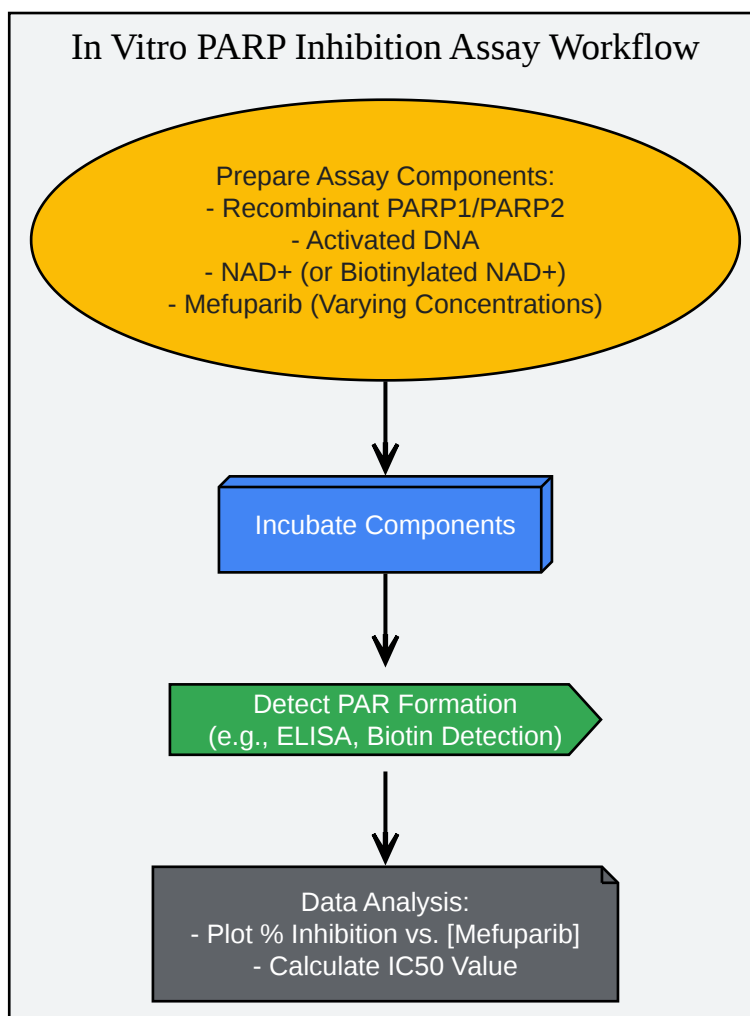 In Vitro PARP Inhibition Assay Workflow
Prepare Assay Components:
- Recombinant PARP1/PARP2
- Activated DNA
- NAD+ (or Biotinylated NAD+)
- Mefuparib (Varying Concentrations)
Incubate Components
Detect PAR Formation
(e.g., ELISA, Biotin Detection)
Data Analysis:
- Plot % Inhibition vs. [Mefuparib]
- Calculate IC50 Value